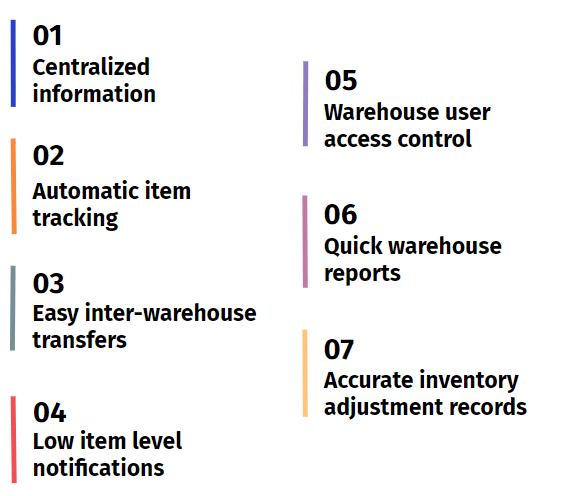 01
Centralized
information
02
Automatic item
tracking
03
Easy inter-warehouse
transfers
04
Low item level
notifications
05
Warehouse user
access control
06
Quick warehouse
reports
07
Accurate inventory
adjustment records